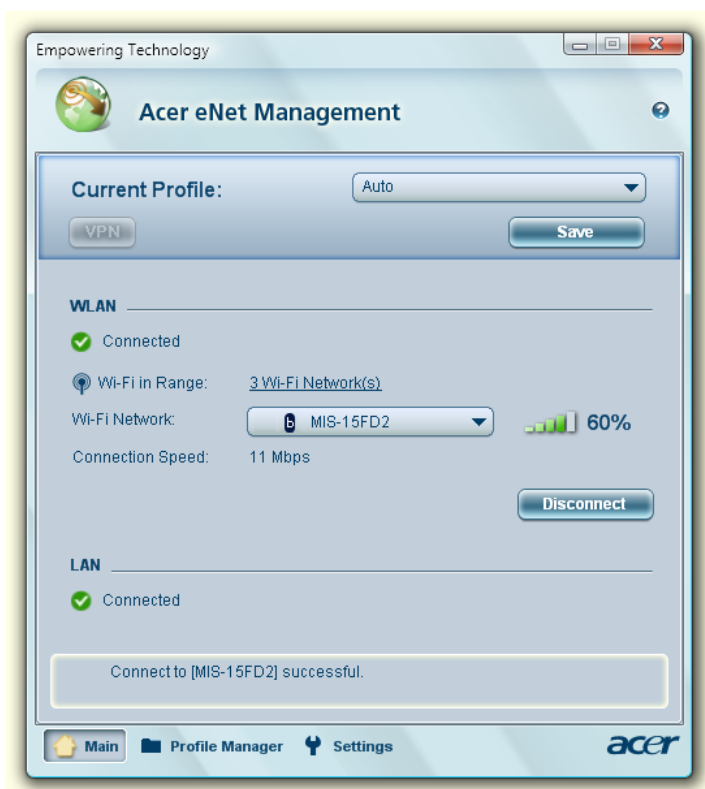 Empowering Technology
Acer eNet Management
Current Profile: Auto
VPN Save
WLAN
Connected
Wi-Fi in Range: 3 Wi-Fi Network(s)
Wi-Fi Network: b MIS-15FD2 60%
Connection Speed: 11 Mbps
Disconnect
LAN
Connected
Connect to [MIS-15FD2] successful.
Main Profile Manager Settings acer